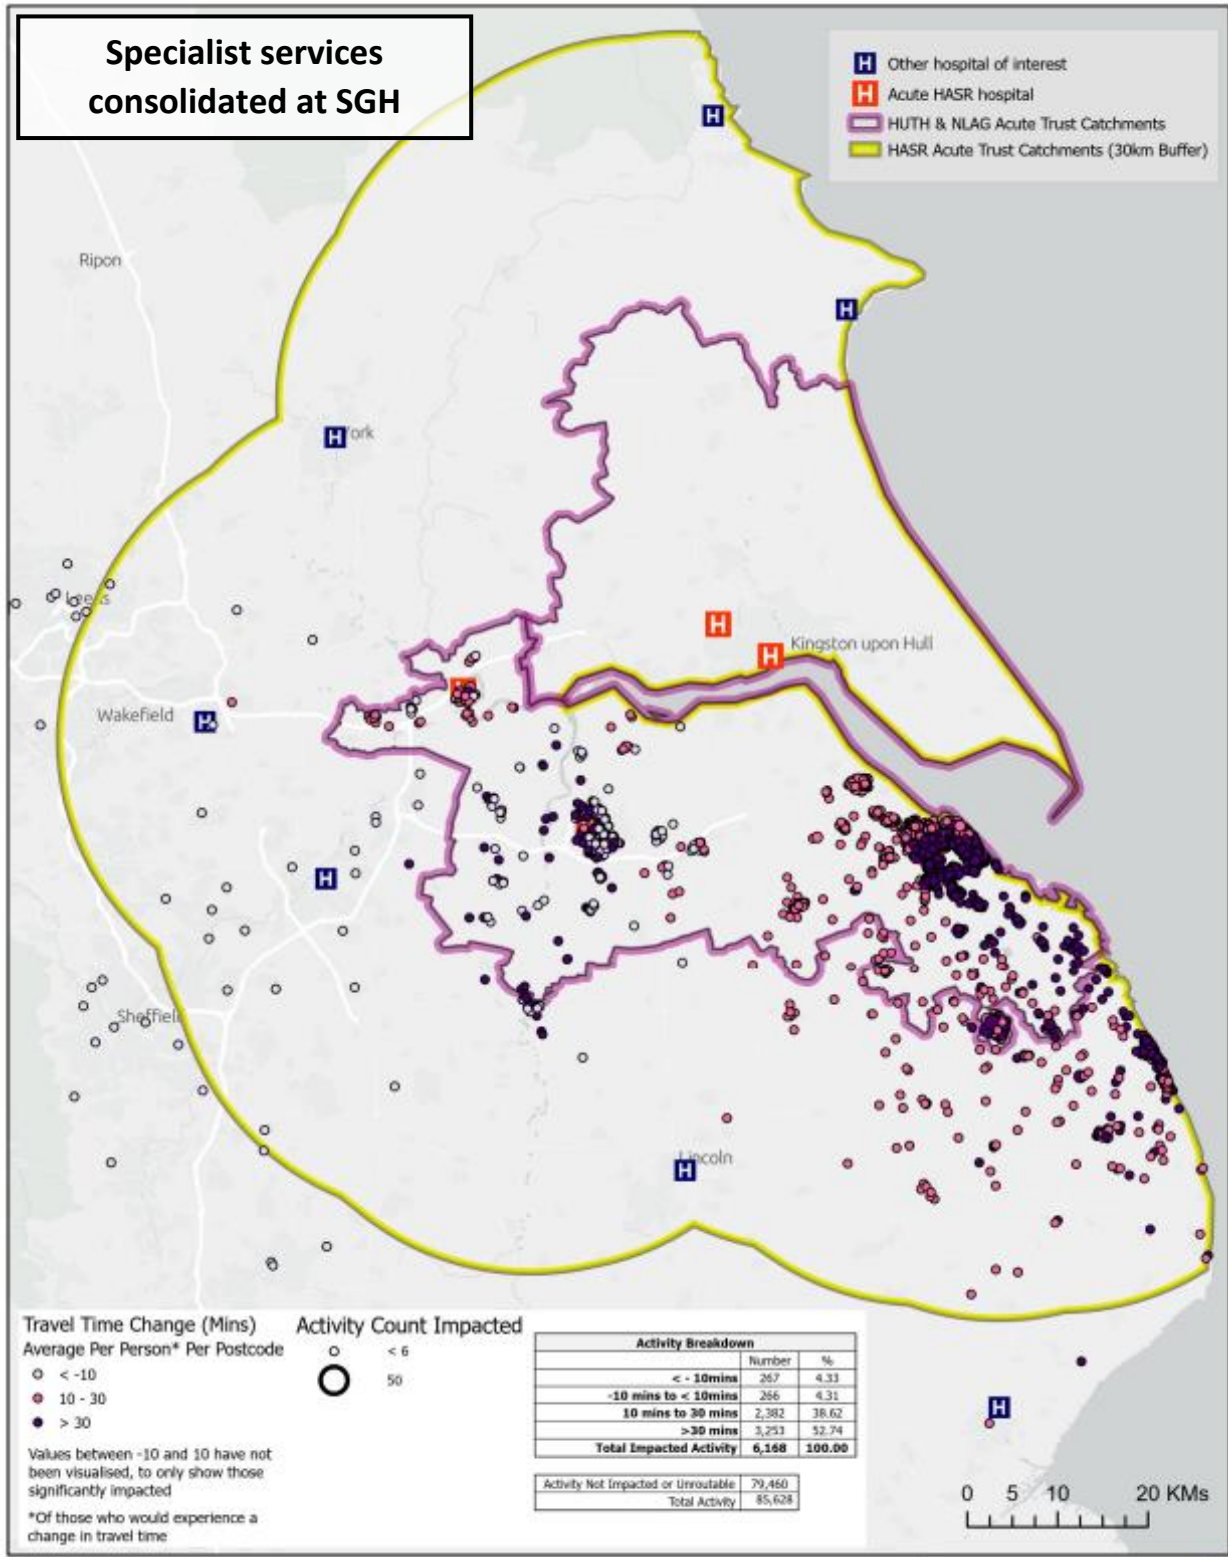 Specialist services
consolidated at SGH
H Other hospital of interest
H Acute HASR hospital
HUTH & NLAG Acute Trust Catchments
HASR Acute Trust Catchments (30km Buffer)
H
Ripon
H
H ork
Leeds
H
Kingston upon Hull
H
Wakefield
H
H
Sheffield
Lincoln
H
Travel Time Change (Mins)
Average Per Person* Per Postcode
< -10
10 - 30
> 30
Values between -10 and 10 have not
been visualised, to only show those
significantly impacted
*Of those who would experience a
change in travel time
Activity Count Impacted
< 6
50
Activity Breakdown
Number %
< - 10mins 267 4.33
-10 mins to < 10mins 266 4.31
10 mins to 30 mins 2,382 38.62
>30 mins 3,253 52.74
Total Impacted Activity 6,168 100.00
Activity Not Impacted or Unroutable 79,460
Total Activity 85,628
H
0 5 10 20 KMs